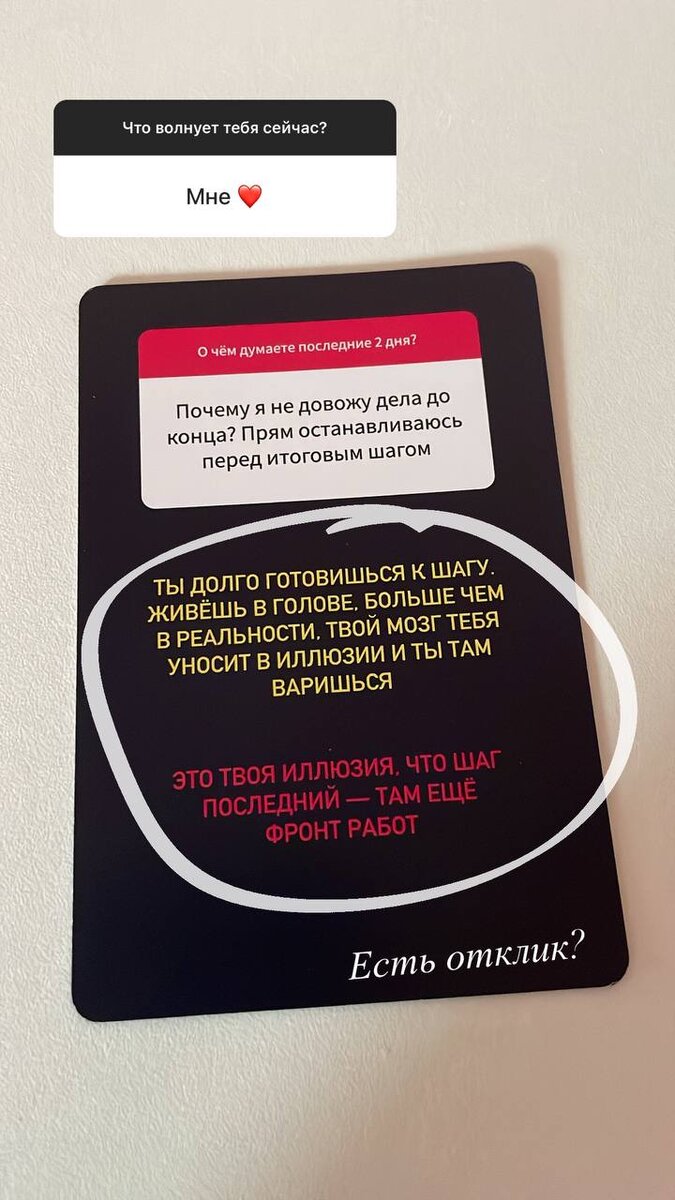 Что волнует тебя сейчас?
Мне ❤️
О чём думаете последние 2 дня?
Почему я не довожу дела до
конца? Прям останавливаюсь
перед итоговым шагом
ТЫ ДОЛГО ГОТОВИШЬСЯ К ШАГУ.
ЖИВЁШЬ В ГОЛОВЕ, БОЛЬШЕ ЧЕМ
В РЕАЛЬНОСТИ, ТВОЙ МОЗГ ТЕБЯ
УНОСИТ В ИЛЛЮЗИИ И ТЫ ТАМ
ВАРИШЬСЯ
ЭТО ТВОЯ ИЛЛЮЗИЯ, ЧТО ШАГ
ПОСЛЕДНИЙ — ТАМ ЕЩЁ
ФРОНТ РАБОТ
Есть отклик?